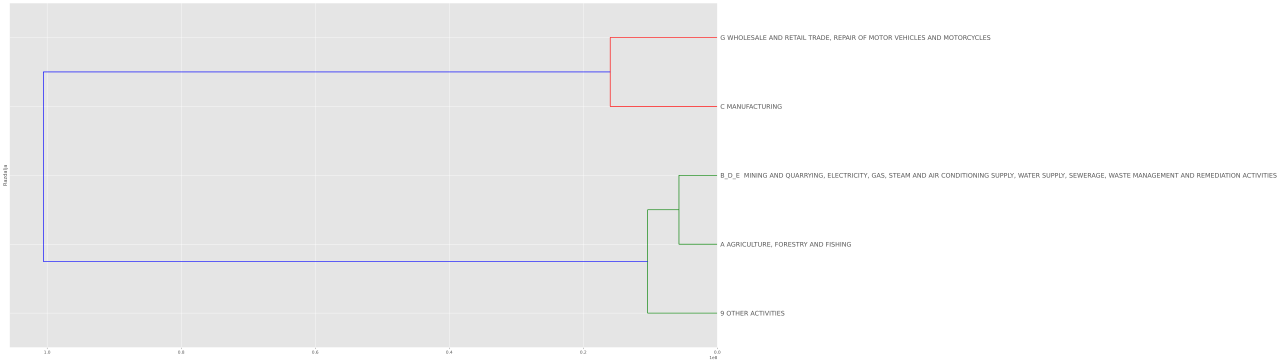 G WHOLESALE AND RETAIL TRADE, REPAIR OF MOTOR VEHICLES AND MOTORCYCLES
C MANUFACTURING
B_D_E  MINING AND QUARRYING, ELECTRICITY, GAS, STEAM AND AIR CONDITIONING SUPPLY, WATER SUPPLY, SEWERAGE, WASTE MANAGEMENT AND REMEDIATION ACTIVITIES
A AGRICULTURE, FORESTRY AND FISHING
9 OTHER ACTIVITIES
Razdalja
1.0 0.8 0.6 0.4 0.2 0.0
1e8